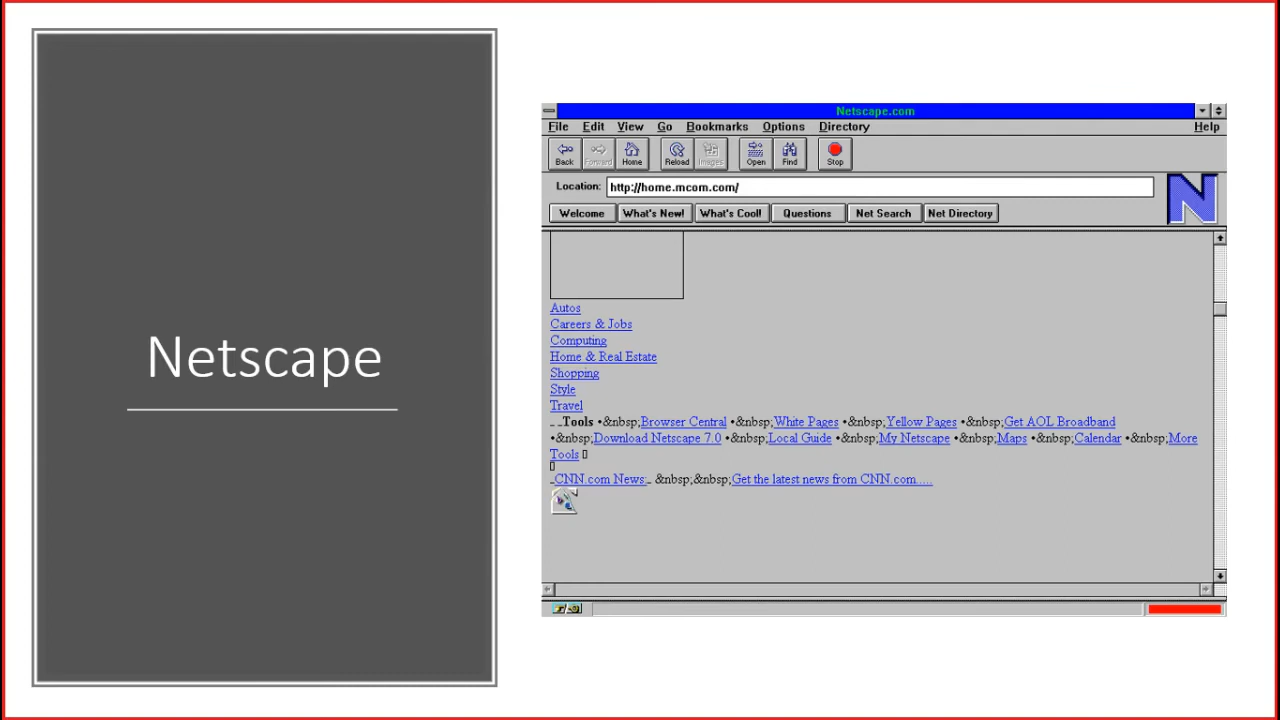 Netscape
Netscape.com
File Edit View Go Bookmarks Options Directory Help
Back Forward Home Reload Images Open Find Stop
Location: http://home.mcom.com/
N
Welcome What's New! What's Cool! Questions Net Search Net Directory
Autos
Careers & Jobs
Computing
Home & Real Estate
Shopping
Style
Travel
_ _Tools •&nbsp;Browser Central •&nbsp;White Pages •&nbsp;Yellow Pages •&nbsp;Get AOL Broadband
•&nbsp;Download Netscape 7.0 •&nbsp;Local Guide •&nbsp;My Netscape •&nbsp;Maps •&nbsp;Calendar •&nbsp;More
Tools ▯
▯
_CNN.com News:_ &nbsp;&nbsp;Get the latest news from CNN.com.....